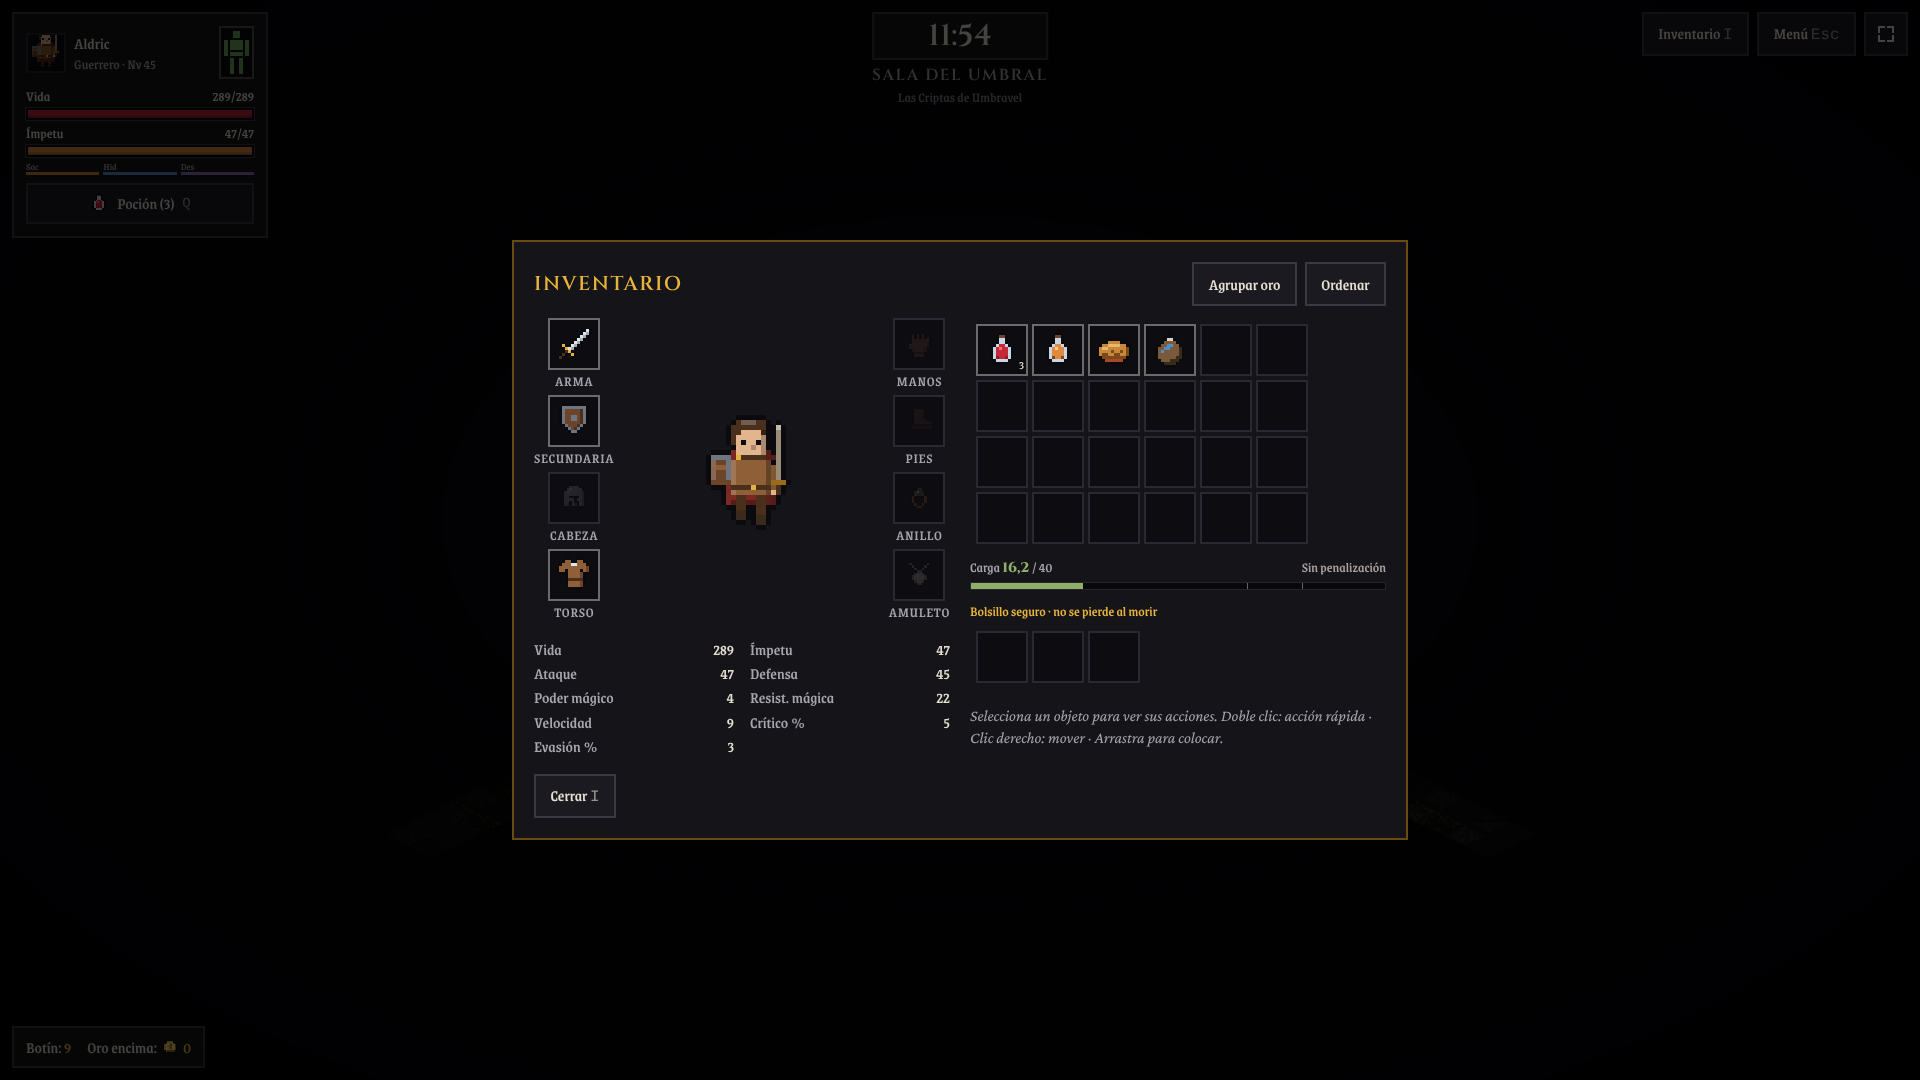 Aldric
Guerrero · Nv 45
Vida 289/289
Ímpetu 47/47
Sac Hid Des
Poción (3) Q
11:54
SALA DEL UMBRAL
Las Criptas de Umbravel
Inventario I
Menú Esc
INVENTARIO
Agrupar oro
Ordenar
ARMA
SECUNDARIA
CABEZA
TORSO
MANOS
PIES
ANILLO
AMULETO
3
Carga 16,2 / 40
Sin penalización
Bolsillo seguro · no se pierde al morir
Vida 289
Ímpetu 47
Ataque 47
Defensa 45
Poder mágico 4
Resist. mágica 22
Velocidad 9
Crítico % 5
Evasión % 3
Selecciona un objeto para ver sus acciones. Doble clic: acción rápida ·
Clic derecho: mover · Arrastra para colocar.
Cerrar I
Botín: 9 Oro encima: 0